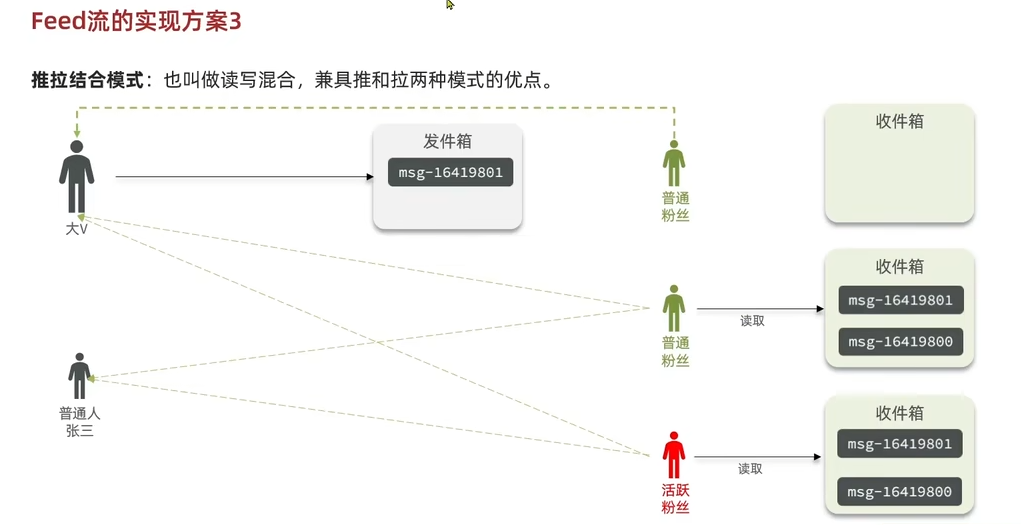 Feed流的实现方案3
推拉结合模式：也叫做读写混合，兼具推和拉两种模式的优点。
发件箱
msg-16419801
大V
普通
粉丝
收件箱
普通
粉丝
读取
收件箱
msg-16419801
msg-16419800
普通人
张三
活跃
粉丝
读取
收件箱
msg-16419801
msg-16419800